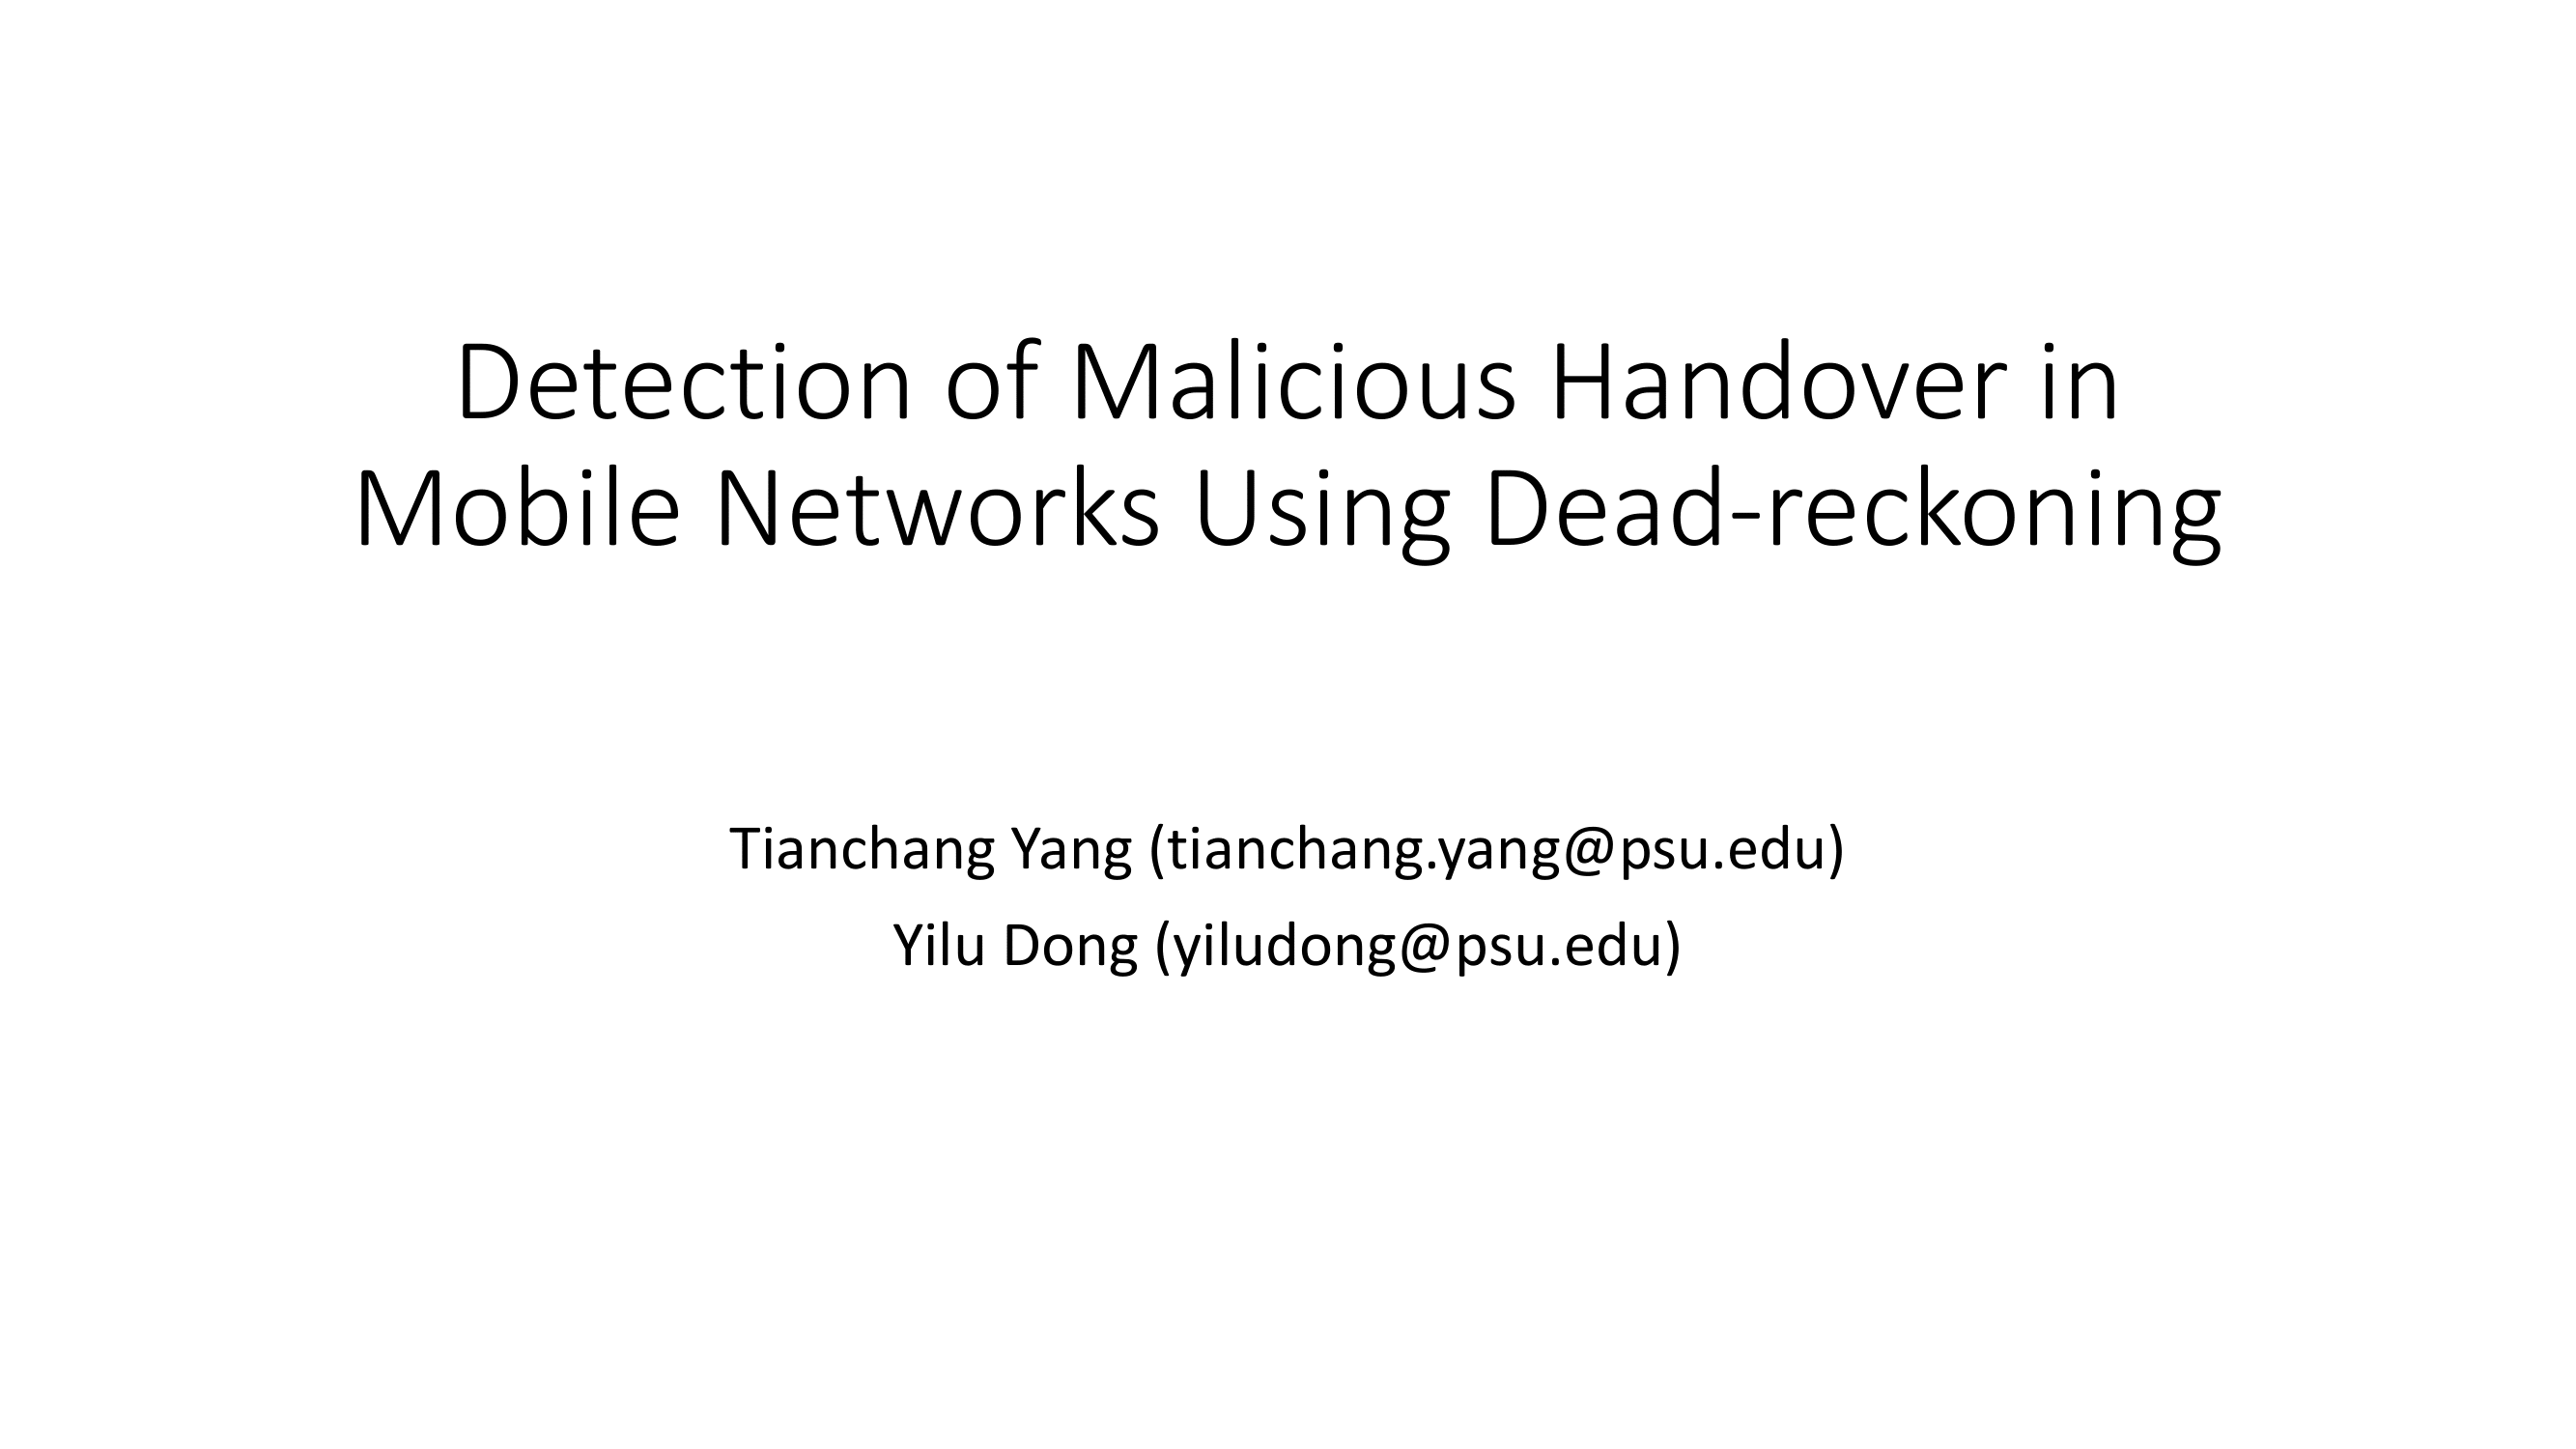 Detection of Malicious Handover in
Mobile Networks Using Dead-reckoning
Tianchang Yang (tianchang.yang@psu.edu)
Yilu Dong (yiludong@psu.edu)